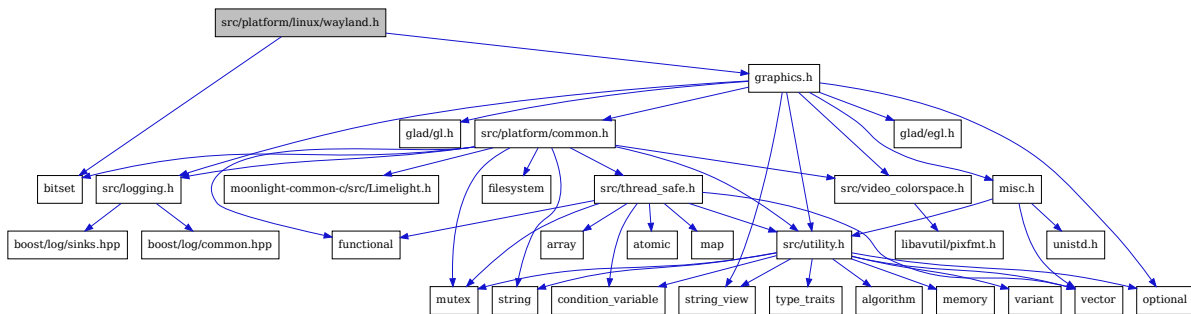 src/platform/linux/wayland.h
graphics.h
glad/gl.h
src/platform/common.h
glad/egl.h
bitset
src/logging.h
moonlight-common-c/src/Limelight.h
filesystem
src/thread_safe.h
src/video_colorspace.h
misc.h
boost/log/sinks.hpp
boost/log/common.hpp
functional
array
atomic
map
src/utility.h
libavutil/pixfmt.h
unistd.h
mutex
string
condition_variable
string_view
type_traits
algorithm
memory
variant
vector
optional